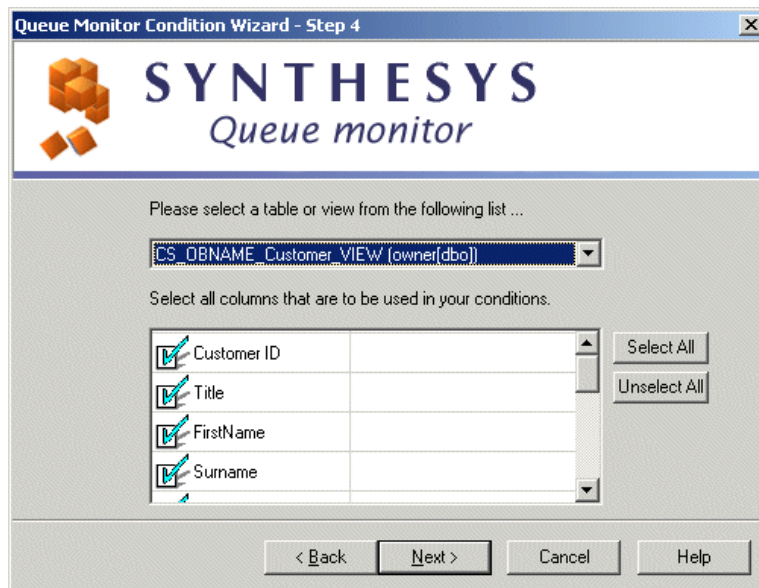 Queue Monitor Condition Wizard - Step 4
SYNTHESYS
Queue monitor
Please select a table or view from the following list ...
CS_OBNAME_Customer_VIEW (owner[dbo])
Select all columns that are to be used in your conditions.
Customer ID
Title
FirstName
Surname
Select All
Unselect All
< Back
Next >
Cancel
Help